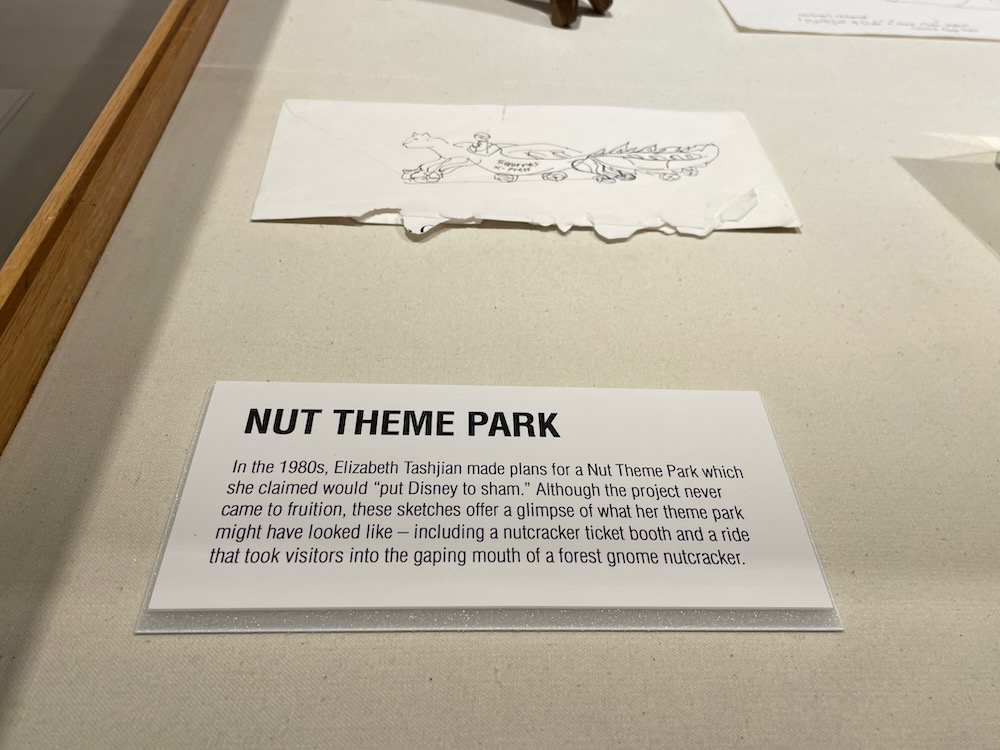 Squirrel
X-Press
NUT THEME PARK
In the 1980s, Elizabeth Tashjian made plans for a Nut Theme Park which
she claimed would “put Disney to sham.” Although the project never
came to fruition, these sketches offer a glimpse of what her theme park
might have looked like – including a nutcracker ticket booth and a ride
that took visitors into the gaping mouth of a forest gnome nutcracker.